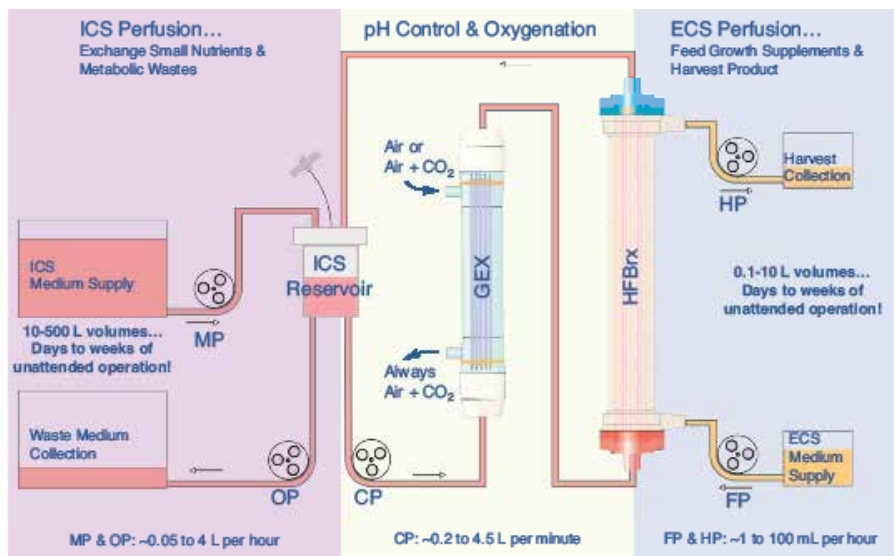 ICS Perfusion…
Exchange Small Nutrients &
Metabolic Wastes
pH Control & Oxygenation
ECS Perfusion…
Feed Growth Supplements &
Harvest Product
Air or
Air + CO₂
Harvest
Collection
HP
ICS
Medium Supply
MP
ICS
Reservoir
GEX
HFBrx
10-500 L volumes…
Days to weeks of
unattended operation!
0.1-10 L volumes…
Days to weeks of
unattended operation!
Always
Air + CO₂
Waste Medium
Collection
OP
CP
ECS
Medium
Supply
FP
MP & OP: ~0.05 to 4 L per hour
CP: ~0.2 to 4.5 L per minute
FP & HP: ~1 to 100 mL per hour